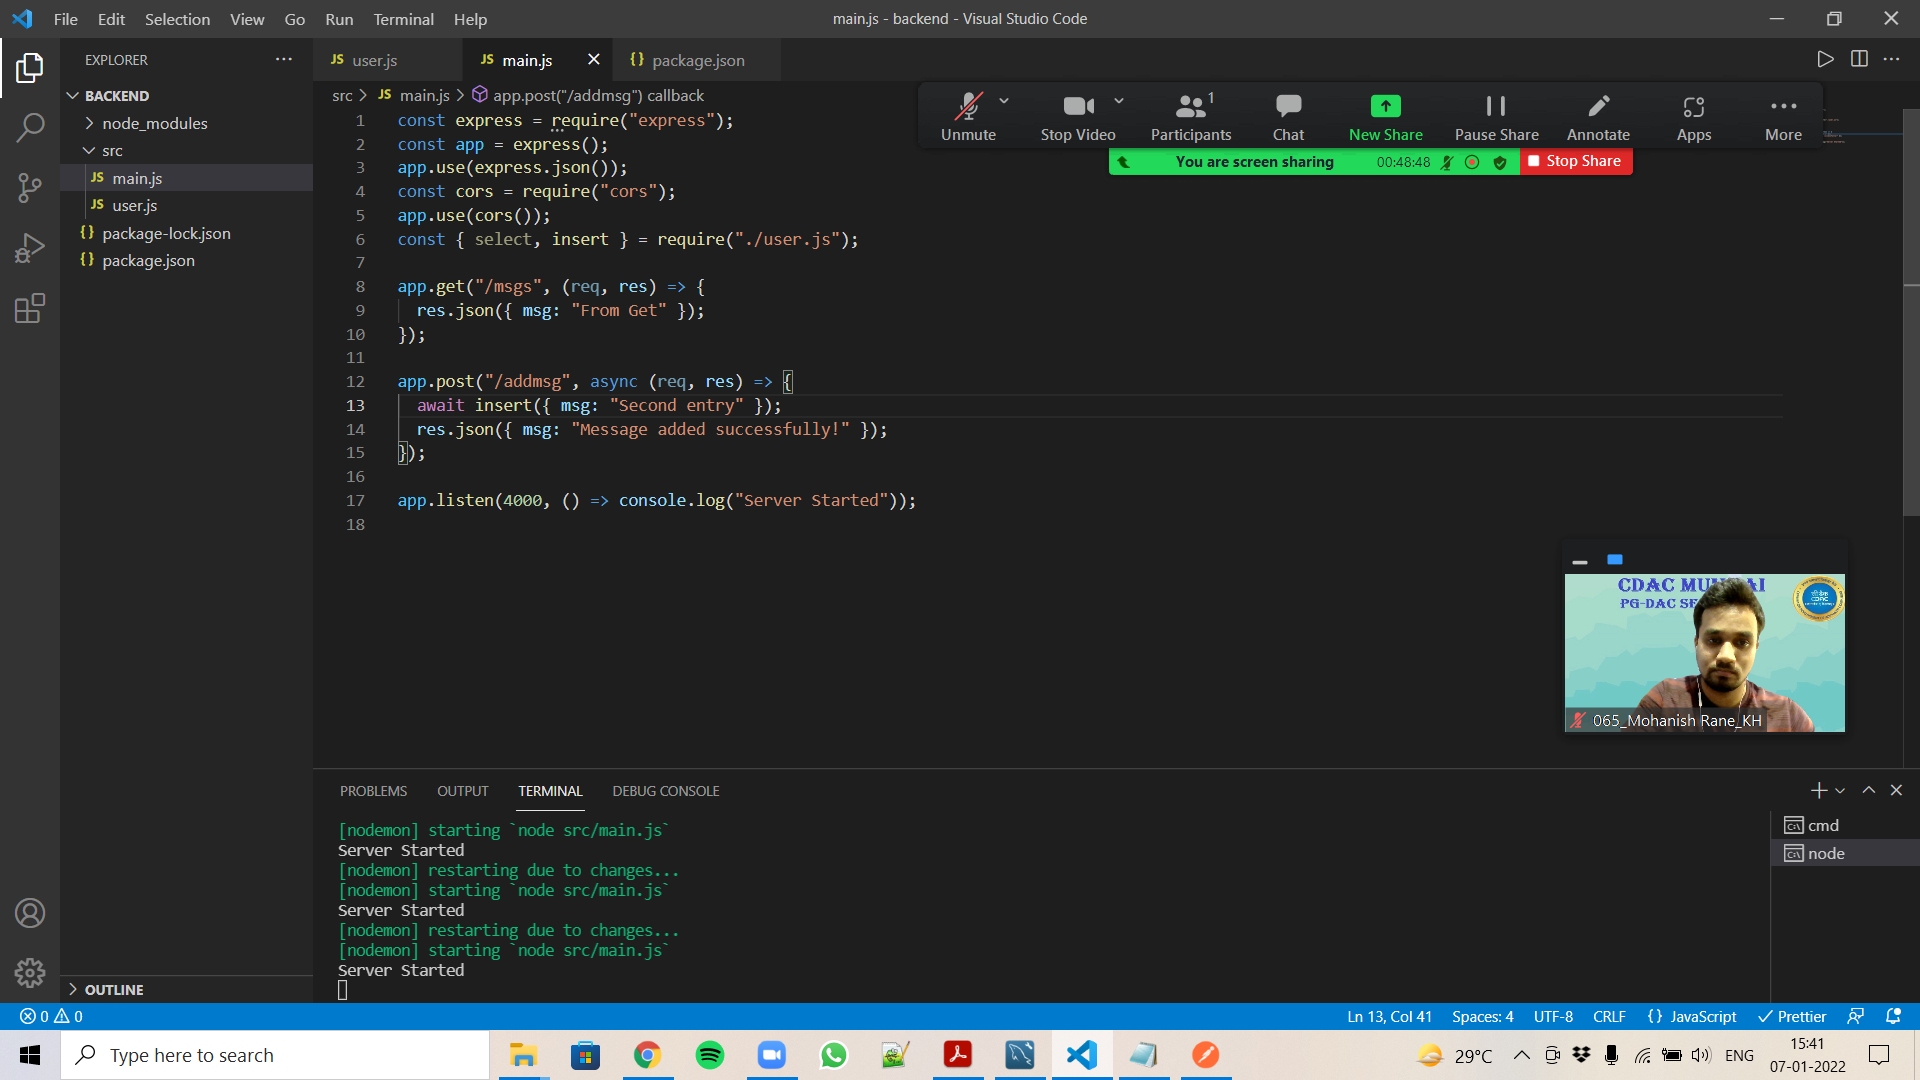 File Edit Selection View Go Run Terminal Help
main.js - backend - Visual Studio Code
EXPLORER
BACKEND
node_modules
src
JS main.js
JS user.js
{} package-lock.json
{} package.json
OUTLINE
JS user.js
JS main.js
{} package.json
src > JS main.js > app.post("/addmsg") callback
Unmute
Stop Video
1
Participants
Chat
New Share
Pause Share
Annotate
Apps
More
You are screen sharing 00:48:48
Stop Share
1 const express = require("express");
2 const app = express();
3 app.use(express.json());
4 const cors = require("cors");
5 app.use(cors());
6 const { select, insert } = require("./user.js");
7
8 app.get("/msgs", (req, res) => {
9 res.json({ msg: "From Get" });
10 });
11
12 app.post("/addmsg", async (req, res) => {
13 await insert({ msg: "Second entry" });
14 res.json({ msg: "Message added successfully!" });
15 });
16
17 app.listen(4000, () => console.log("Server Started"));
18
065_Mohanish Rane_KH
PROBLEMS OUTPUT TERMINAL DEBUG CONSOLE
[nodemon] starting `node src/main.js`
Server Started
[nodemon] restarting due to changes...
[nodemon] starting `node src/main.js`
Server Started
[nodemon] restarting due to changes...
[nodemon] starting `node src/main.js`
Server Started
cmd
node
0 0
Ln 13, Col 41 Spaces: 4 UTF-8 CRLF {} JavaScript Prettier
Type here to search
29°C
ENG
15:41
07-01-2022